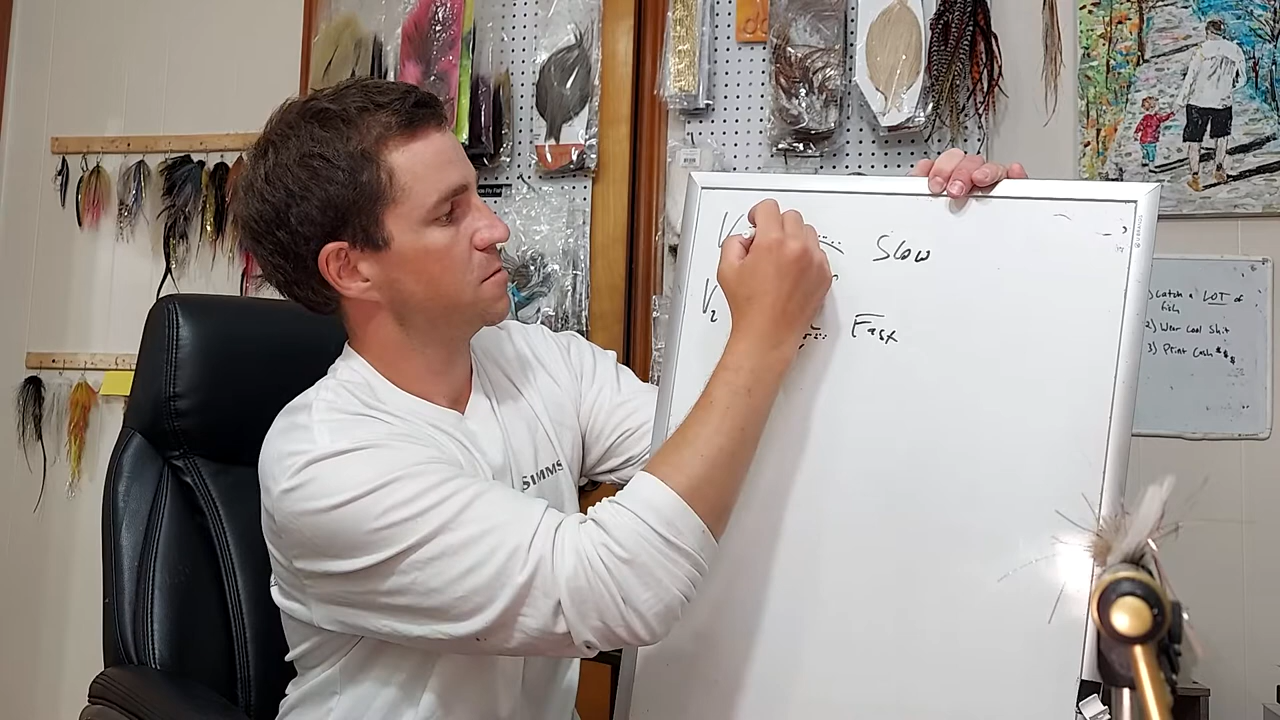 V Slow
V2 Fast
SIMMS
1) Catch a LOT of
fish
2) Wear Cool Shit
3) Print Cash $$$